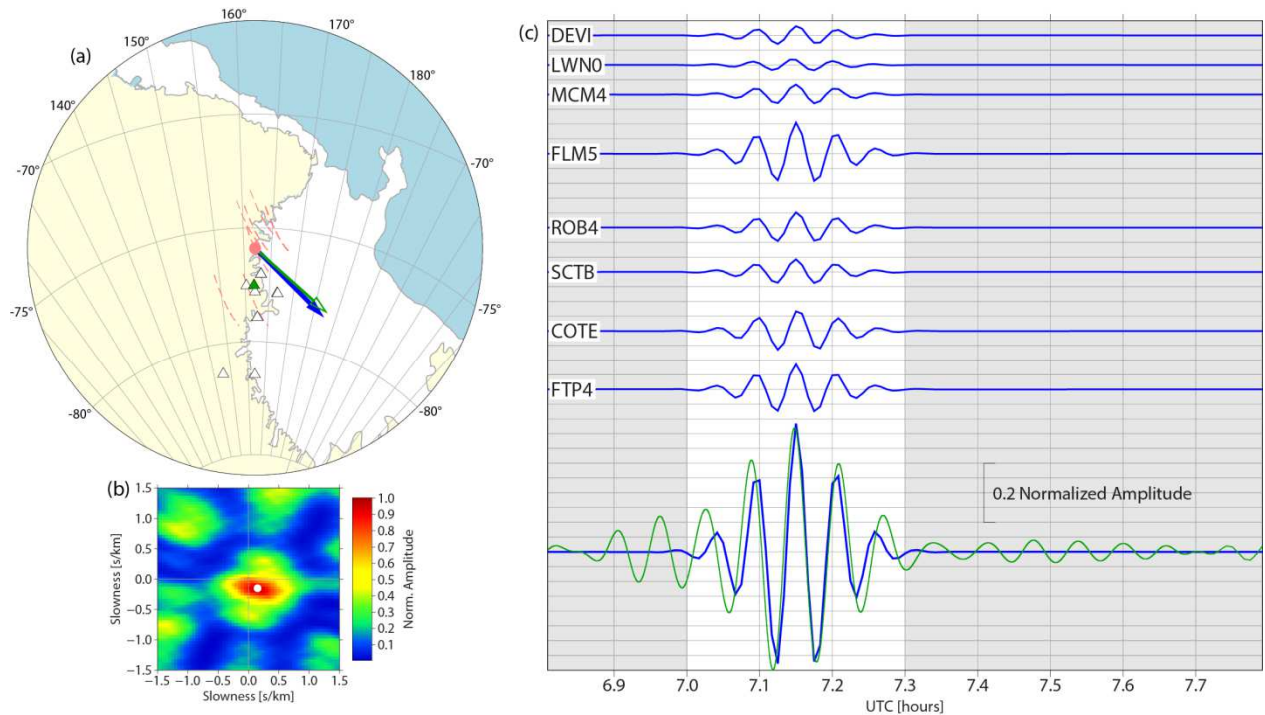 (a)
160°
170°
150°
180°
140°
-70°
-70°
-75°
-75°
-80°
-80°
(b)
1.5
1.0
0.5
0.0
−0.5
−1.0
−1.5
Slowness [s/km]
−1.5 −1.0 −0.5 0.0 0.5 1.0 1.5
Slowness [s/km]
1.0
0.9
0.8
0.7
0.6
0.5
0.4
0.3
0.2
0.1
Norm. Amplitude
(c)
DEVI
LWN0
MCM4
FLM5
ROB4
SCTB
COTE
FTP4
0.2 Normalized Amplitude
6.9 7.0 7.1 7.2 7.3 7.4 7.5 7.6 7.7
UTC [hours]